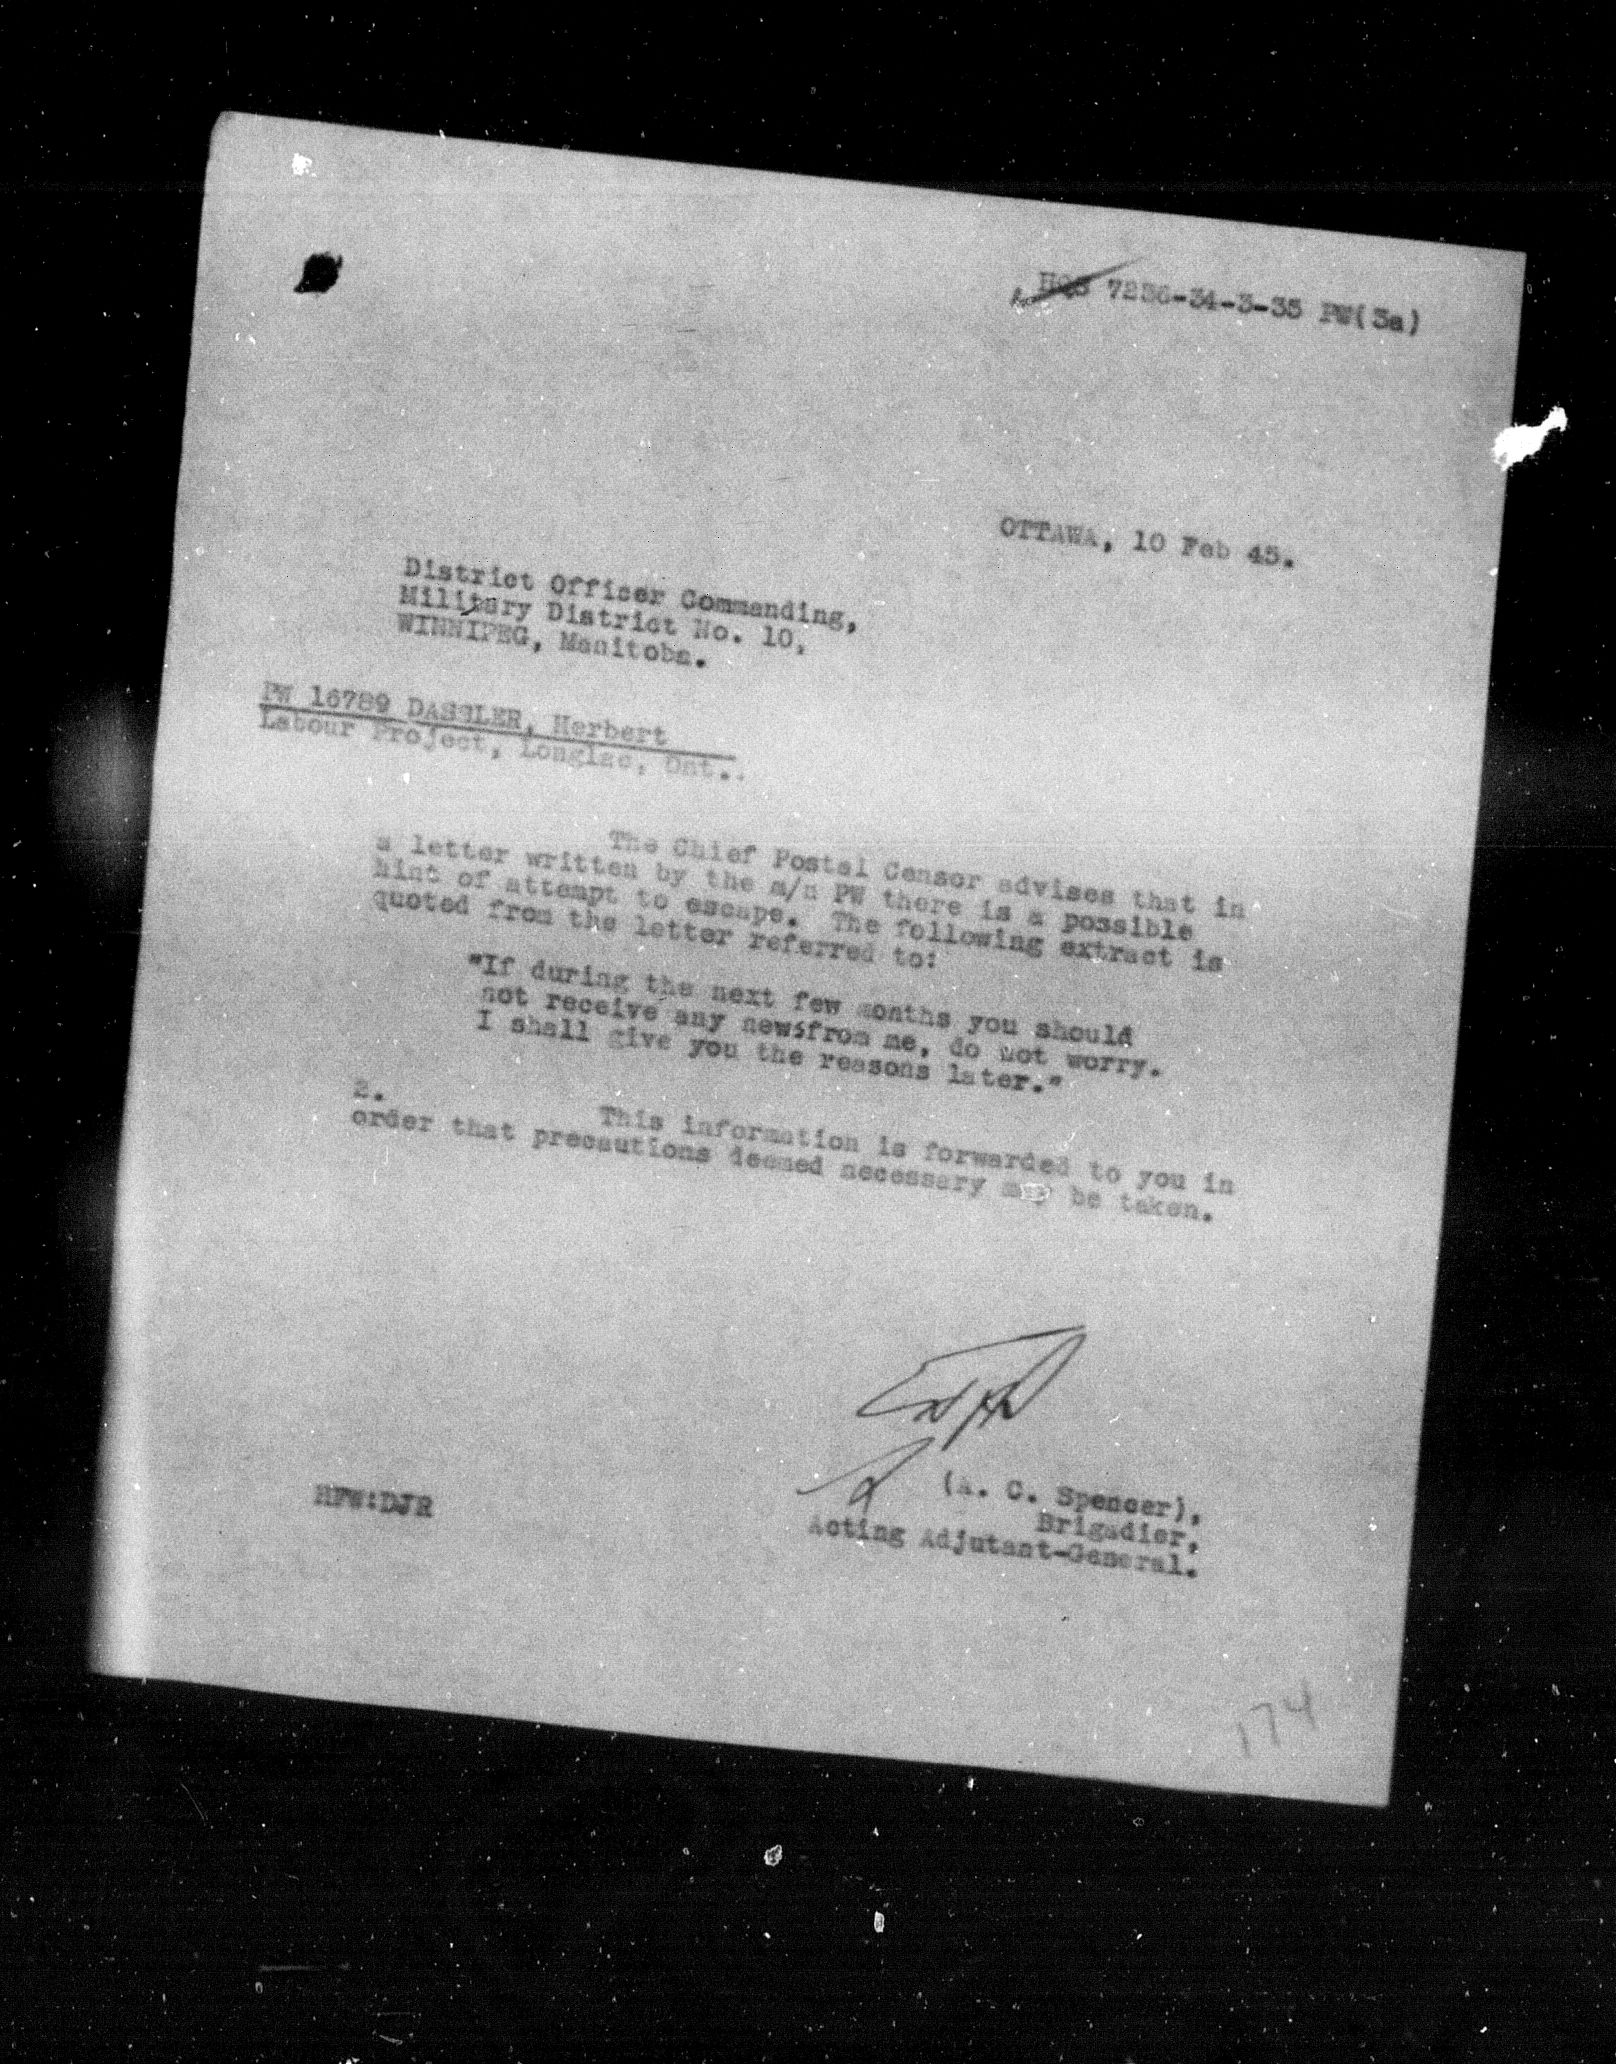 HQS 7236-34-3-35 PW(3a)
OTTAWA, 10 Feb 45.
District Officer Commanding,
Military District No. 10,
WINNIPEG, Manitoba.
PW 16789 DASSLER, Herbert
Labour Project, Longlac, Ont..
The Chief Postal Censor advises that in
a letter written by the m/n PW there is a possible
hint of attempt to escape. The following extract is
quoted from the letter referred to:
"If during the next few months you should
not receive any newsfrom me, do not worry.
I shall give you the reasons later."
2. This information is forwarded to you in
order that precautions deemed necessary may be taken.
(A. C. Spencer),
Brigadier,
Acting Adjutant-General.
HFW:DJR
174